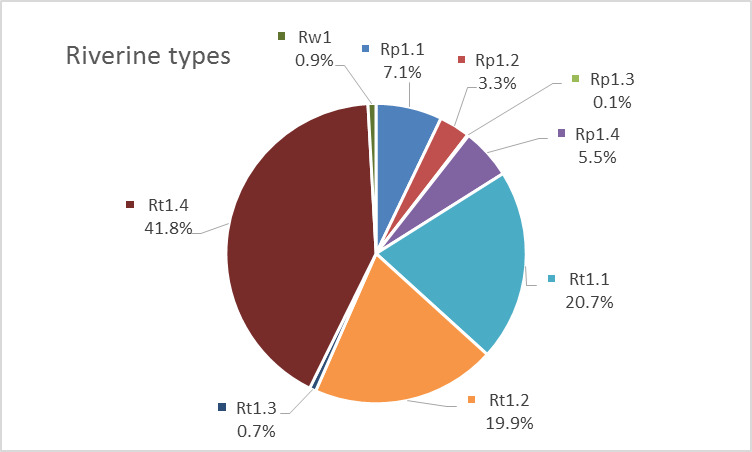 Riverine types
Rw1
0.9%
Rp1.1
7.1%
Rp1.2
3.3%
Rp1.3
0.1%
Rp1.4
5.5%
Rt1.1
20.7%
Rt1.2
19.9%
Rt1.3
0.7%
Rt1.4
41.8%